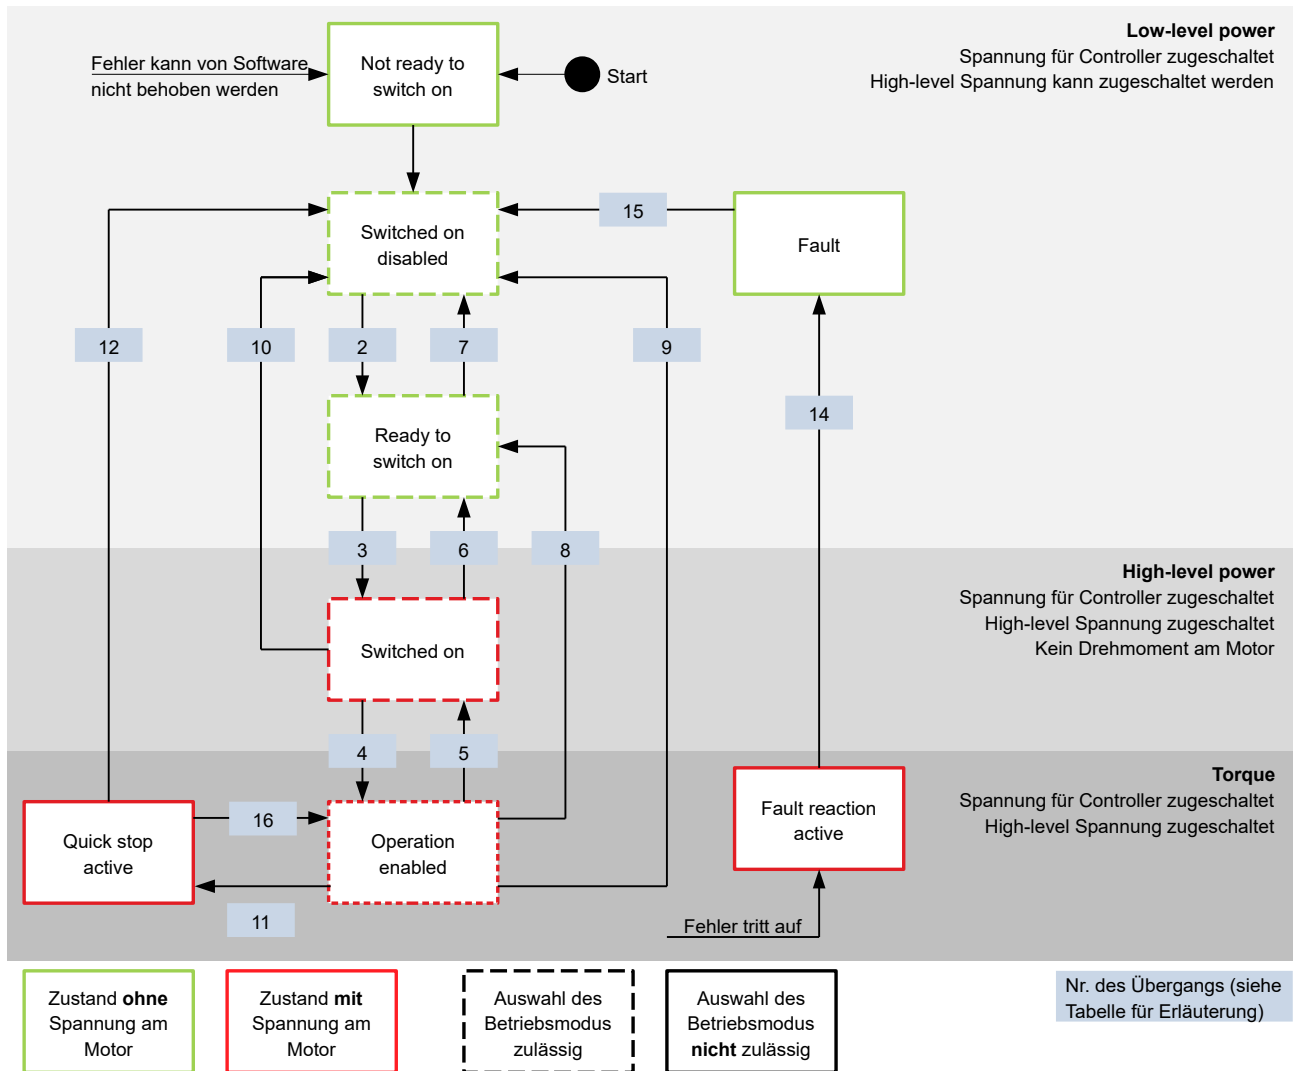 Low-level power
Spannung für Controller zugeschaltet
High-level Spannung kann zugeschaltet werden
Fehler kann von Software
nicht behoben werden
Not ready to
switch on
Start
Switched on
disabled
15
Fault
12
10
2
7
9
14
Ready to
switch on
3
6
8
High-level power
Spannung für Controller zugeschaltet
High-level Spannung zugeschaltet
Kein Drehmoment am Motor
Switched on
4
5
Torque
Spannung für Controller zugeschaltet
High-level Spannung zugeschaltet
Quick stop
active
16
Operation
enabled
Fault reaction
active
11
Fehler tritt auf
Zustand ohne
Spannung am
Motor
Zustand mit
Spannung am
Motor
Auswahl des
Betriebsmodus
zulässig
Auswahl des
Betriebsmodus
nicht zulässig
Nr. des Übergangs (siehe
Tabelle für Erläuterung)